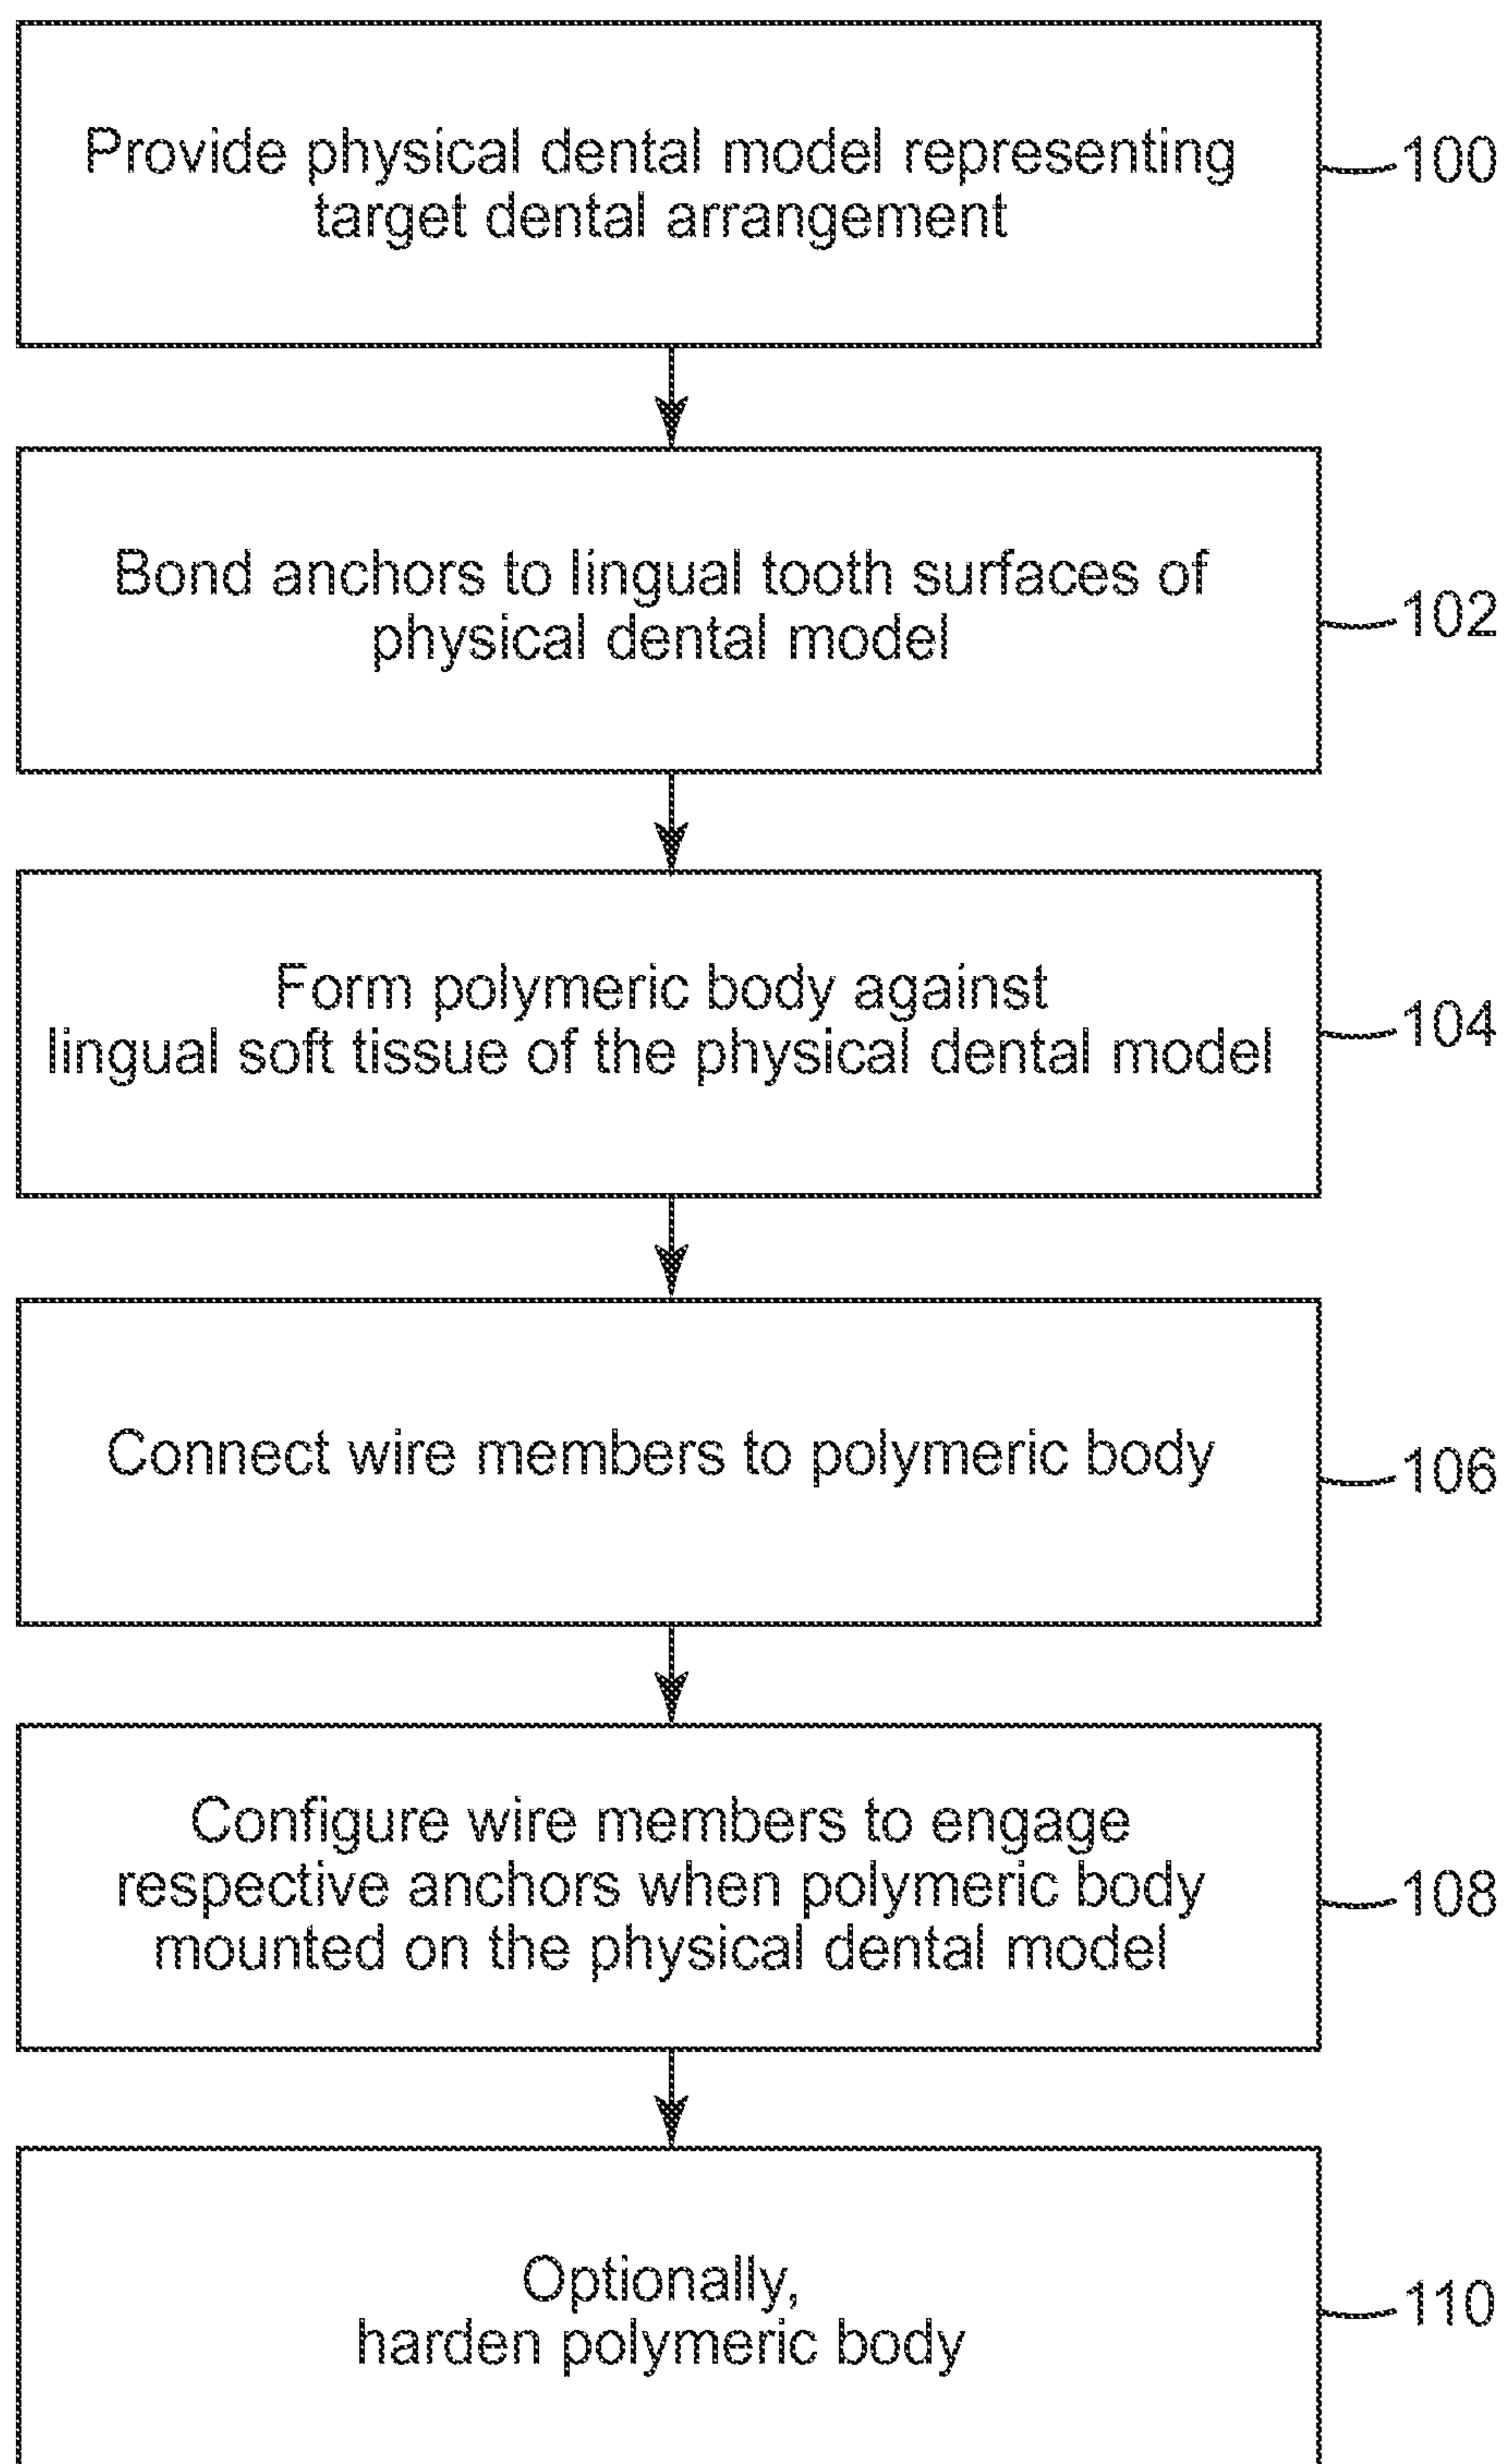 Provide physical dental model representing
target dental arrangement
100
Bond anchors to lingual tooth surfaces of
physical dental model
102
Form polymeric body against
lingual soft tissue of the physical dental model
104
Connect wire members to polymeric body
106
Configure wire members to engage
respective anchors when polymeric body
mounted on the physical dental model
108
Optionally,
harden polymeric body
110